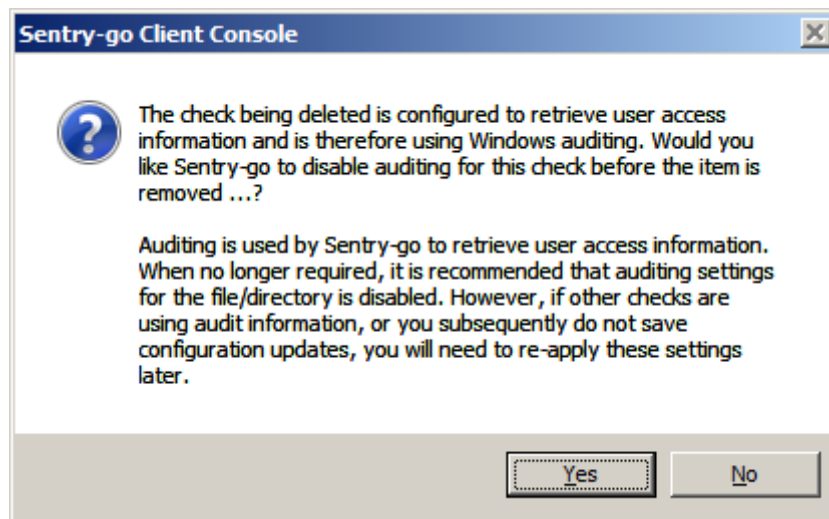 Sentry-go Client Console
The check being deleted is configured to retrieve user access
information and is therefore using Windows auditing. Would you
like Sentry-go to disable auditing for this check before the item is
removed ...?
Auditing is used by Sentry-go to retrieve user access information.
When no longer required, it is recommended that auditing settings
for the file/directory is disabled. However, if other checks are
using audit information, or you subsequently do not save
configuration updates, you will need to re-apply these settings
later.
Yes
No